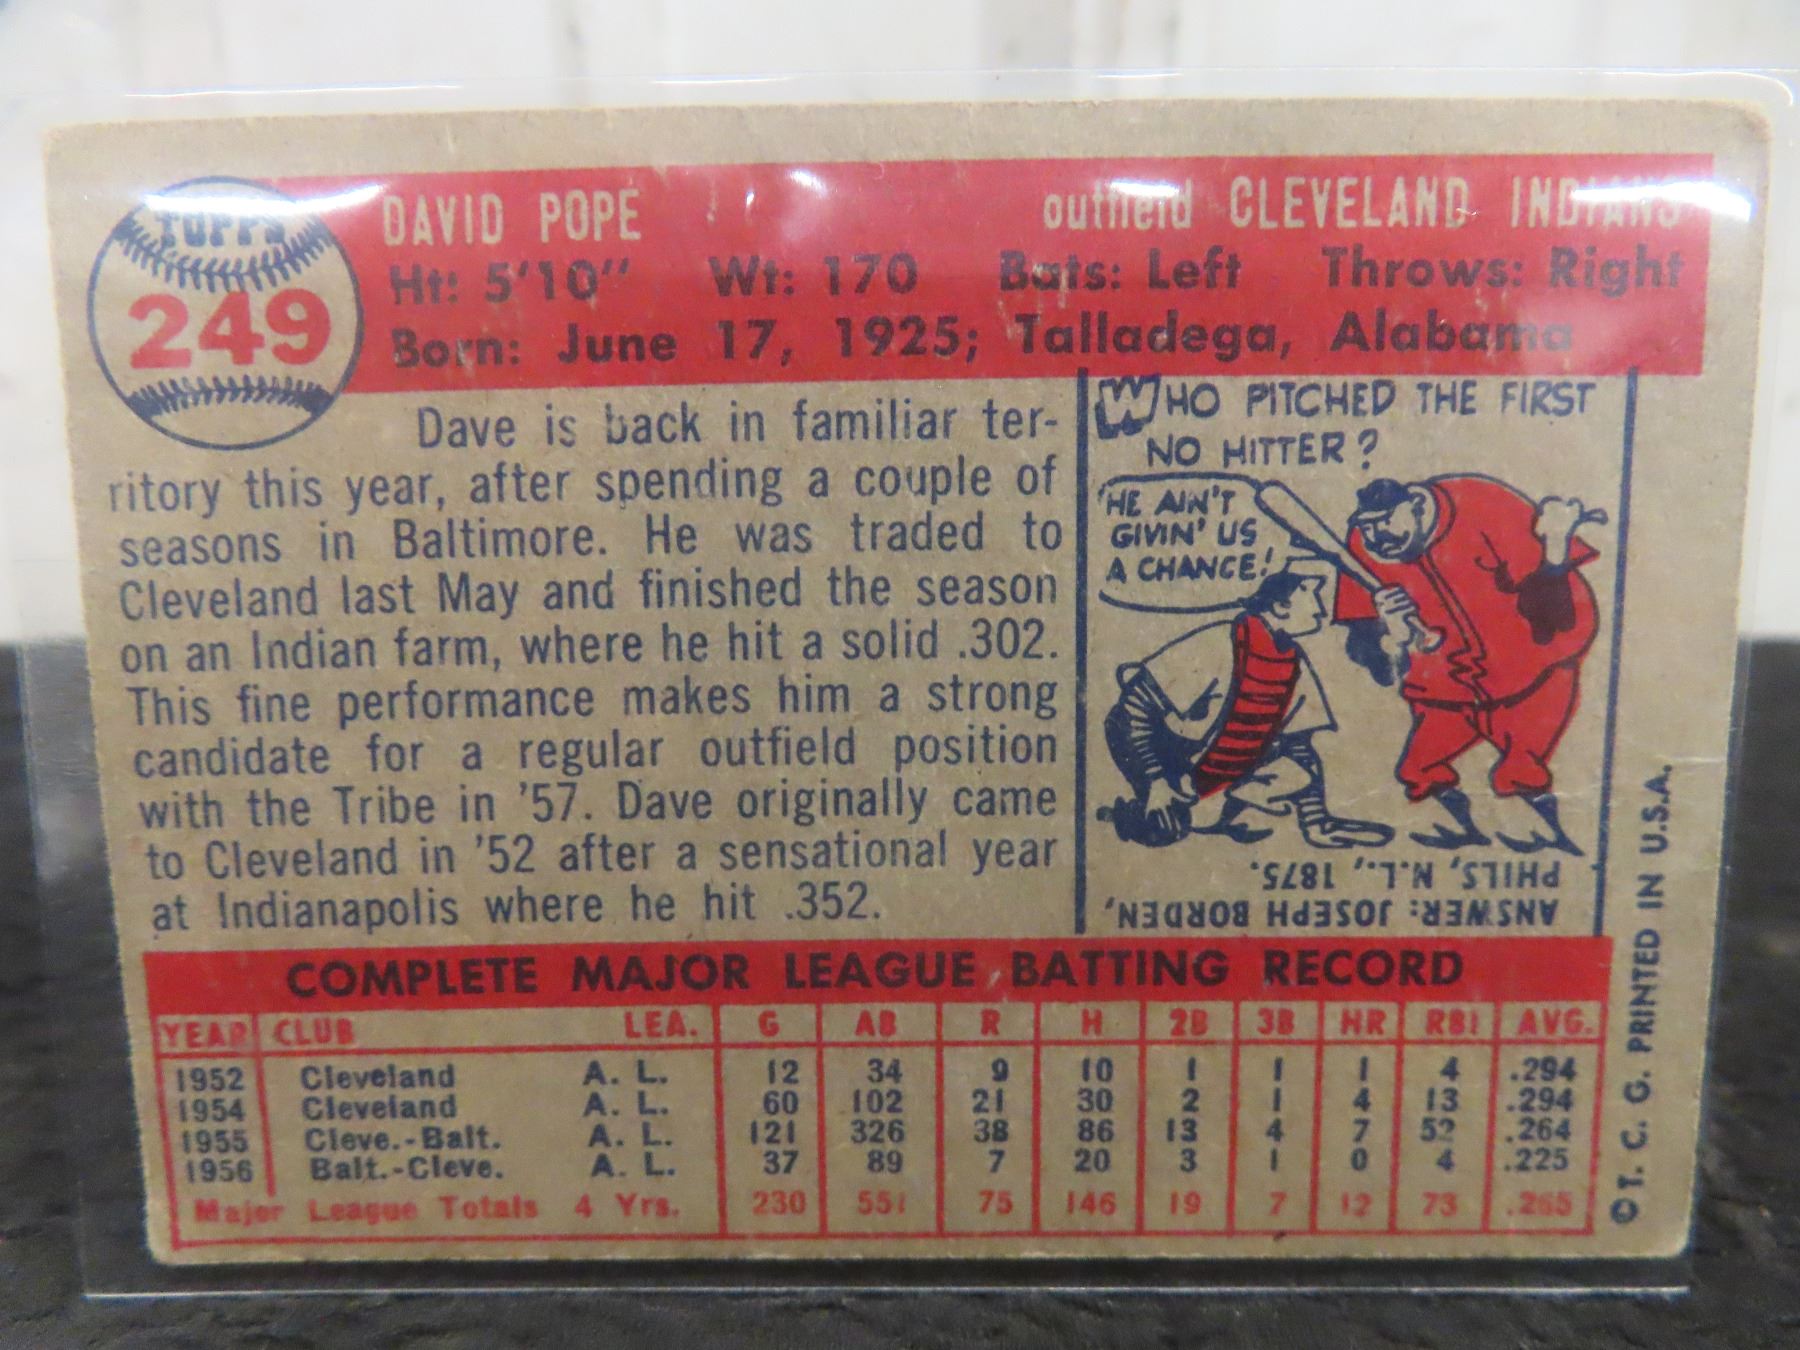 TOPPS
249
DAVID POPE outfield CLEVELAND INDIANS
Ht: 5'10" Wt: 170 Bats: Left Throws: Right
Born: June 17, 1925; Talladega, Alabama
Dave is back in familiar ter-
ritory this year, after spending a couple of
seasons in Baltimore. He was traded to
Cleveland last May and finished the season
on an Indian farm, where he hit a solid .302.
This fine performance makes him a strong
candidate for a regular outfield position
with the Tribe in '57. Dave originally came
to Cleveland in '52 after a sensational year
at Indianapolis where he hit .352.
WHO PITCHED THE FIRST
NO HITTER?
HE AIN'T
GIVIN' US
A CHANCE!
ANSWER: JOSEPH BORDEN,
PHILS, N.L., 1875.
COMPLETE MAJOR LEAGUE BATTING RECORD
YEAR CLUB LEA. G AB R H 2B 3B HR RBI AVG.
1952 Cleveland A. L. 12 34 9 10 1 1 1 4 .294
1954 Cleveland A. L. 60 102 21 30 2 1 4 13 .294
1955 Cleve.-Balt. A. L. 121 326 38 86 13 4 7 52 .264
1956 Balt.-Cleve. A. L. 37 89 7 20 3 1 0 4 .225
Major League Totals 4 Yrs. 230 551 75 146 19 7 12 73 .265
©T. C. G. PRINTED IN U.S.A.